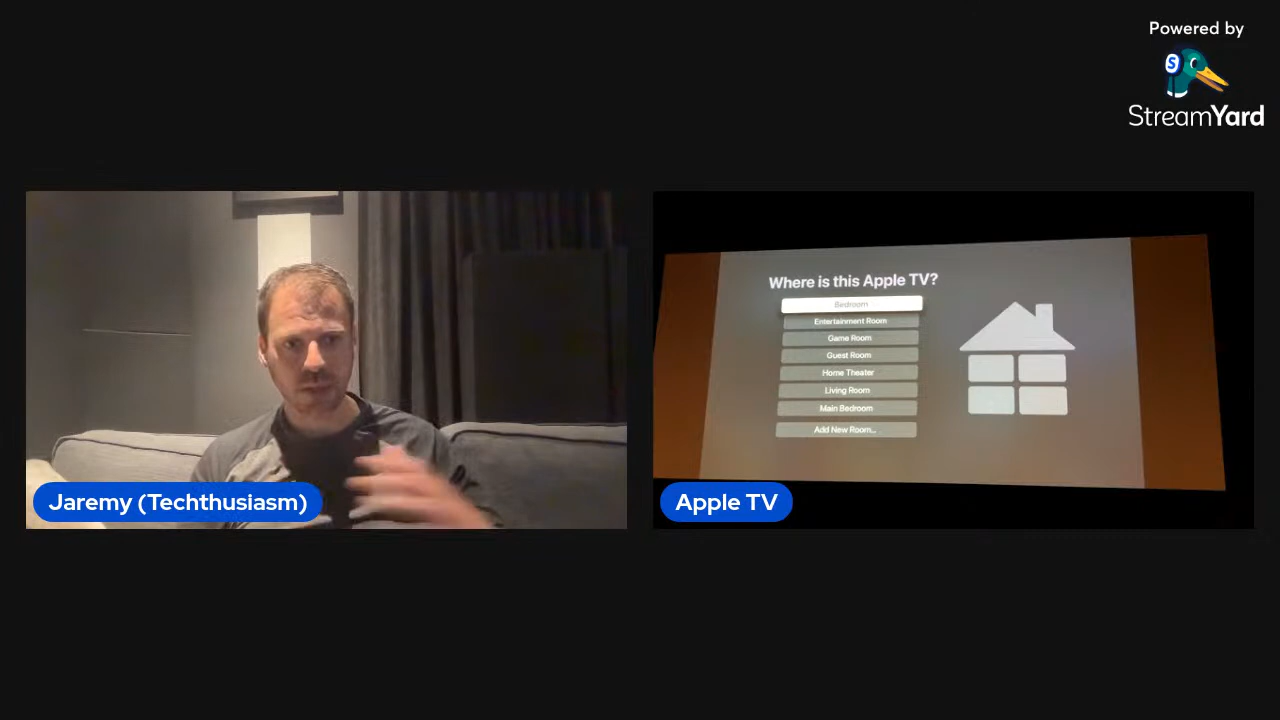 Powered by
S
StreamYard
Where is this Apple TV?
Bedroom
Entertainment Room
Game Room
Guest Room
Home Theater
Living Room
Main Bedroom
Add New Room...
Jaremy (Techthusiasm)
Apple TV